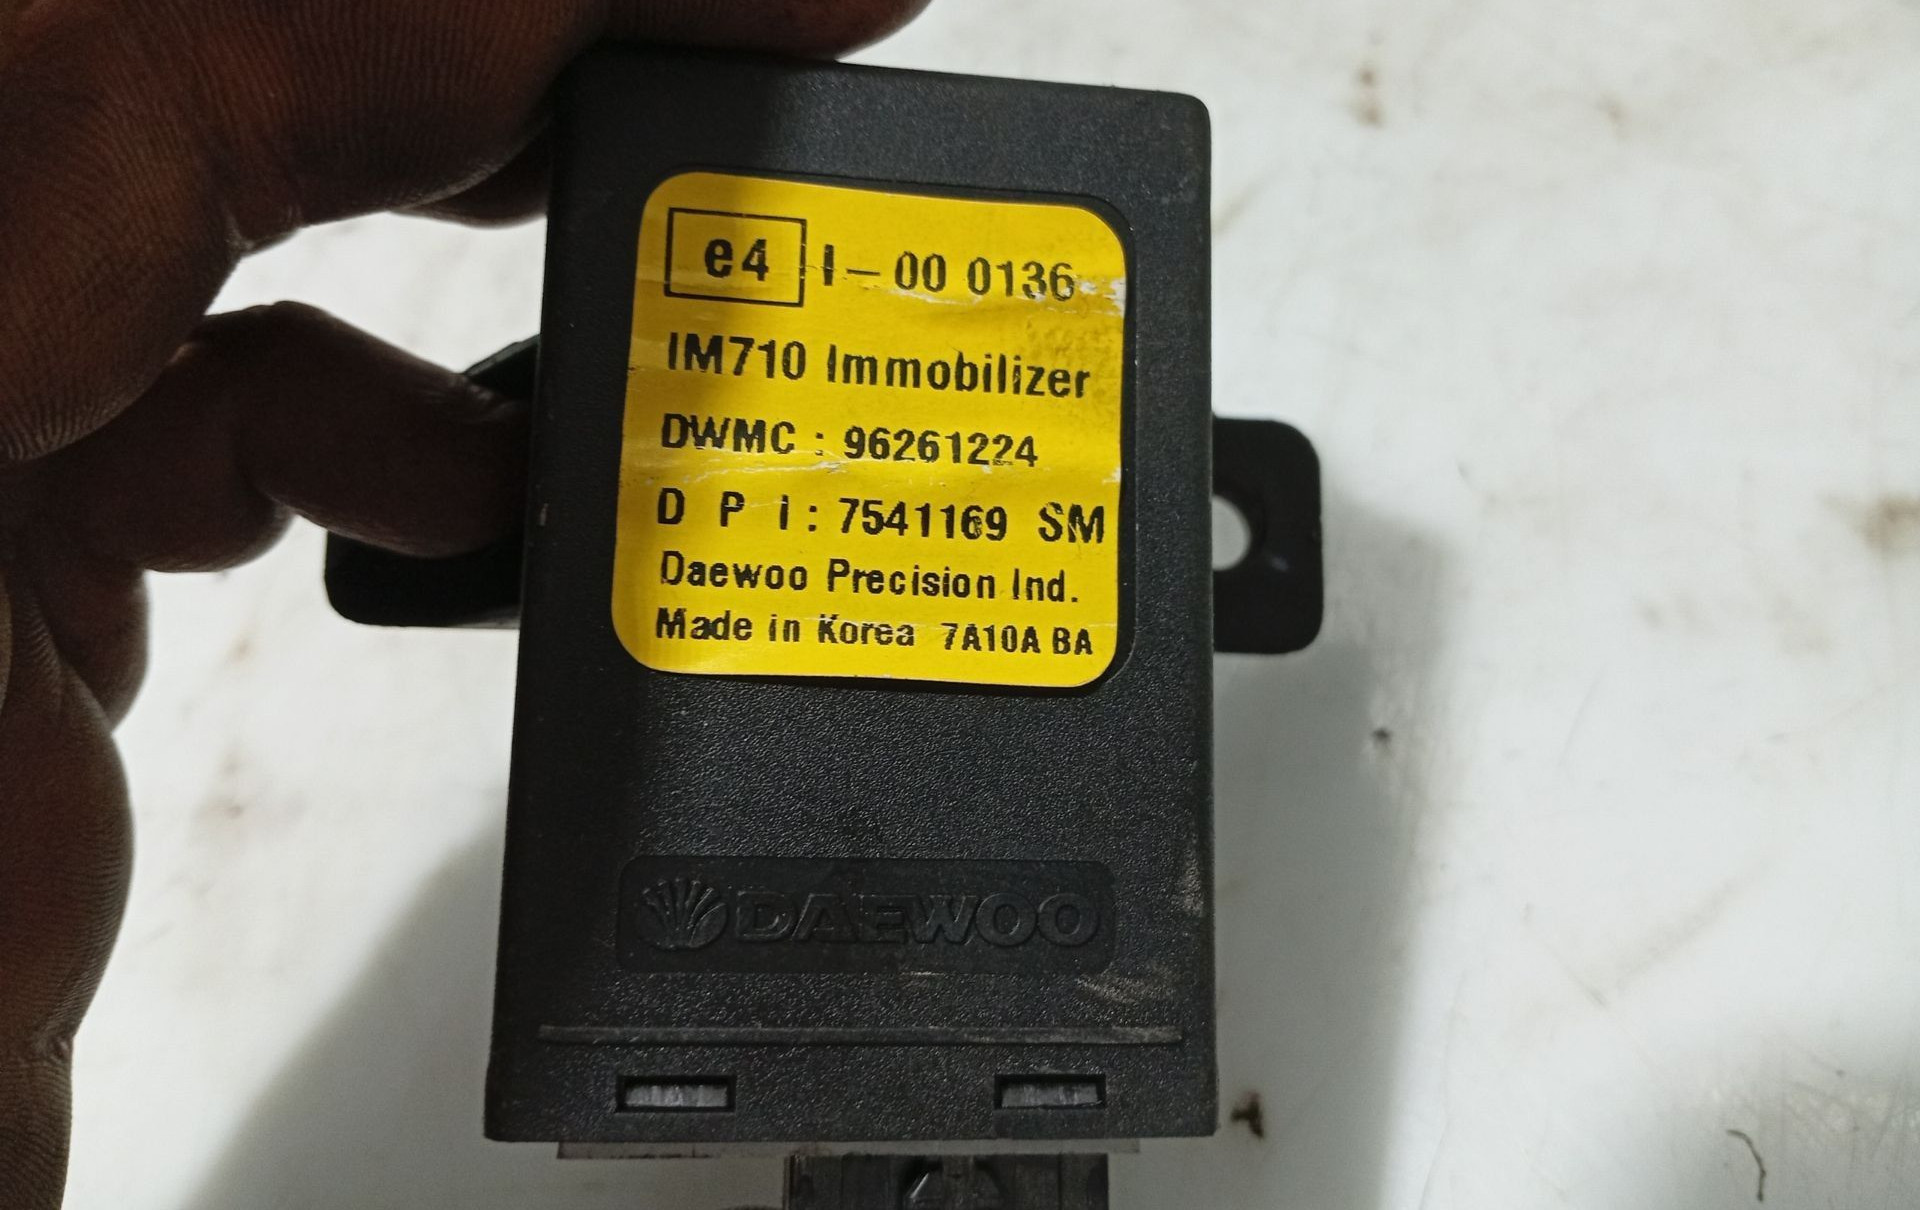 e4 I - 00 0136
IM710 Immobilizer
DWMC : 96261224
D P I : 7541169 SM
Daewoo Precision Ind.
Made in Korea 7A10A BA
DAEWOO